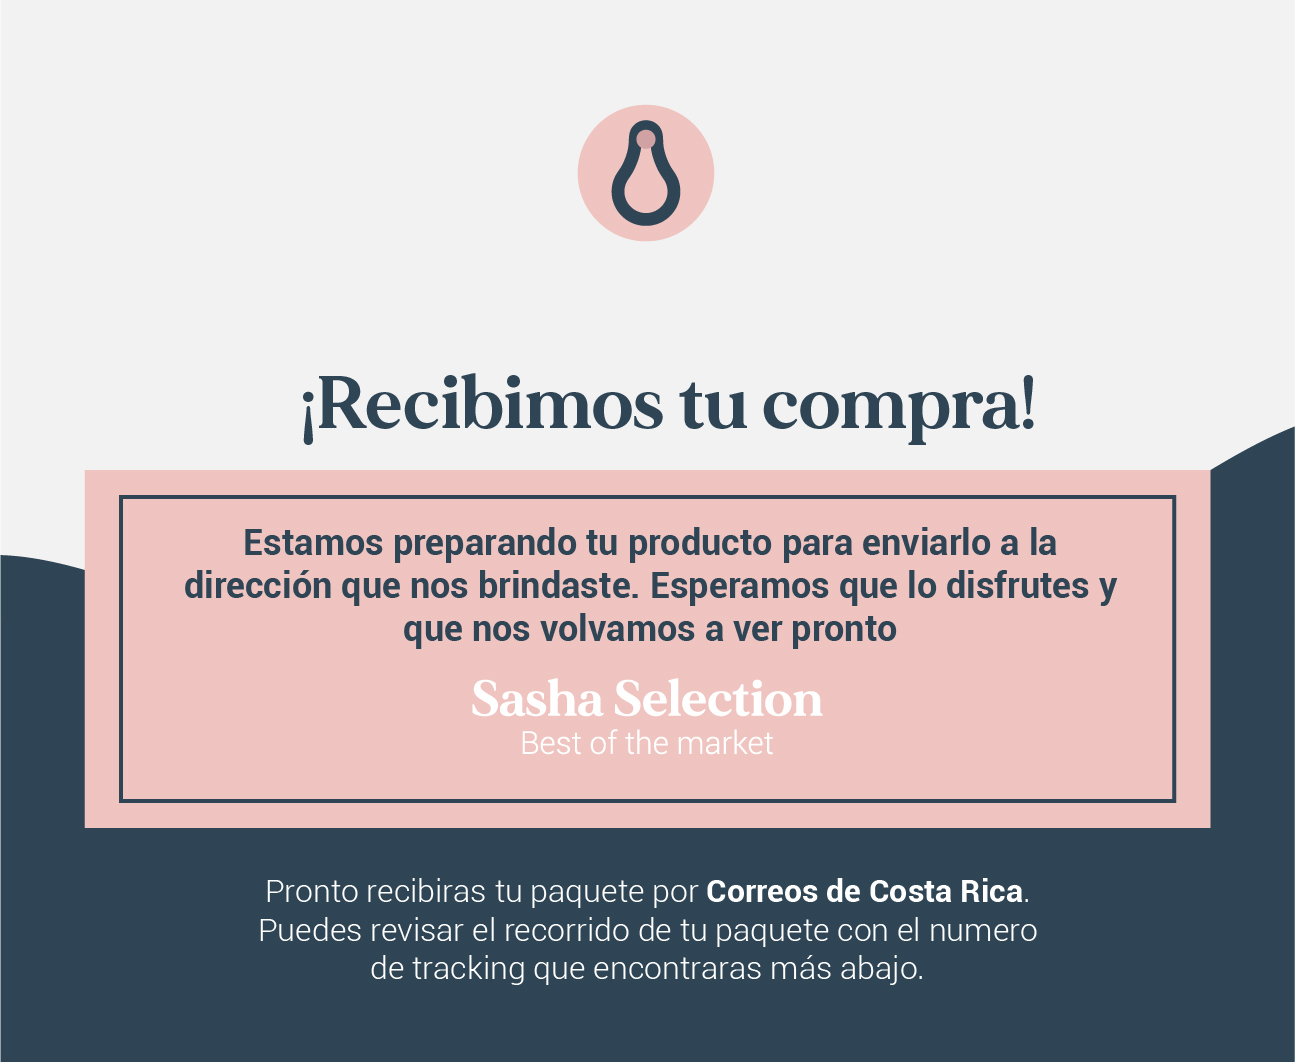 ¡Recibimos tu compra!
Estamos preparando tu producto para enviarlo a la
dirección que nos brindaste. Esperamos que lo disfrutes y
que nos volvamos a ver pronto
Sasha Selection
Best of the market
Pronto recibiras tu paquete por Correos de Costa Rica.
Puedes revisar el recorrido de tu paquete con el numero
de tracking que encontraras más abajo.